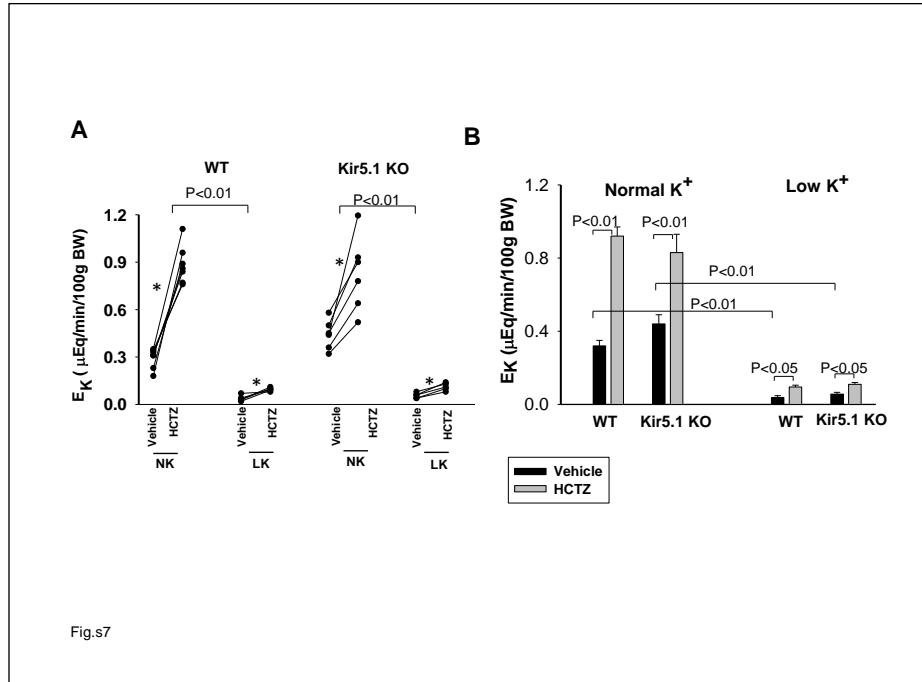 A
WT
Kir5.1 KO
P<0.01
P<0.01
E_K ( µEq/min/100g BW)
1.2
0.9
0.6
0.3
0.0
*
*
*
*
Vehicle
HCTZ
Vehicle
HCTZ
Vehicle
HCTZ
Vehicle
HCTZ
NK
LK
NK
LK
B
Normal K+
Low K+
E_K (µEq/min/100g BW)
1.2
0.8
0.4
0.0
P<0.01
P<0.01
P<0.01
P<0.01
P<0.05
P<0.05
WT
Kir5.1 KO
WT
Kir5.1 KO
Vehicle
HCTZ
Fig.s7